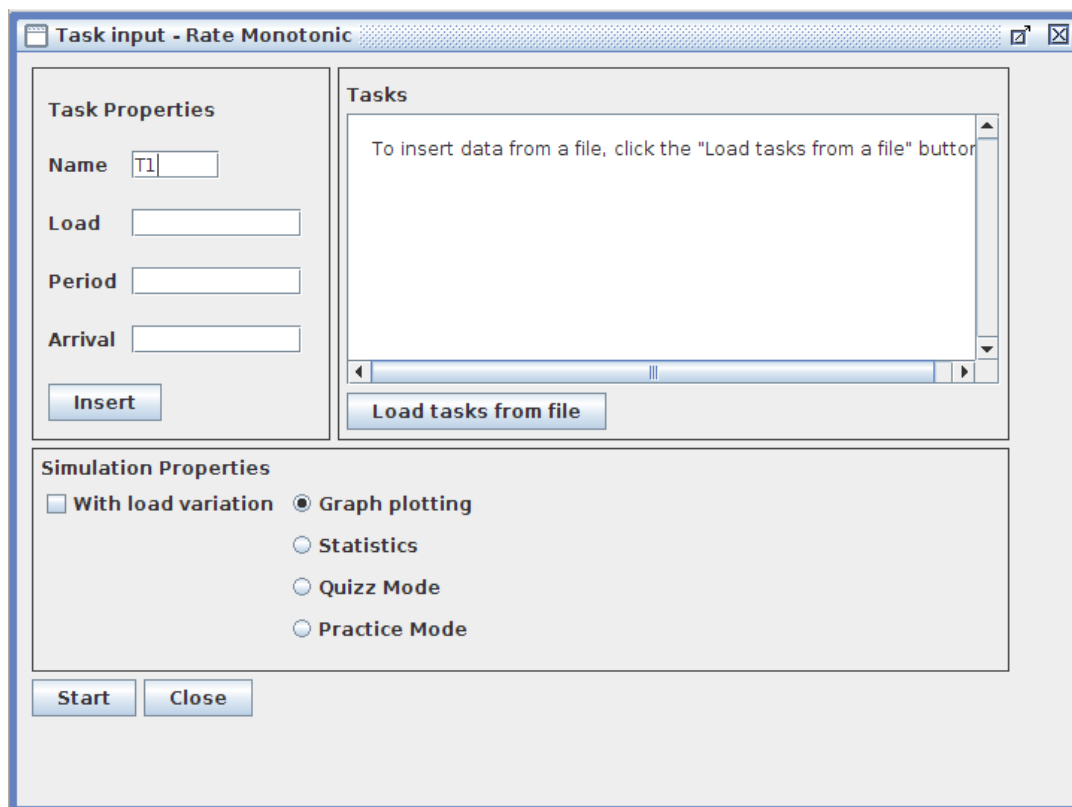 Task input - Rate Monotonic
Task Properties
Name T1
Load
Period
Arrival
Insert
Tasks
To insert data from a file, click the "Load tasks from a file" button
Load tasks from file
Simulation Properties
With load variation
Graph plotting
Statistics
Quizz Mode
Practice Mode
Start
Close